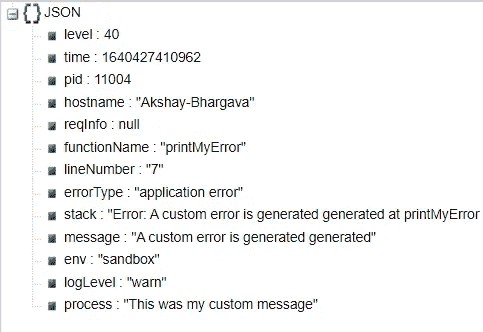 JSON
level : 40
time : 1640427410962
pid : 11004
hostname : "Akshay-Bhargava"
reqInfo : null
functionName : "printMyError"
lineNumber : "7"
errorType : "application error"
stack : "Error: A custom error is generated generated at printMyError
message : "A custom error is generated generated"
env : "sandbox"
logLevel : "warn"
process : "This was my custom message"